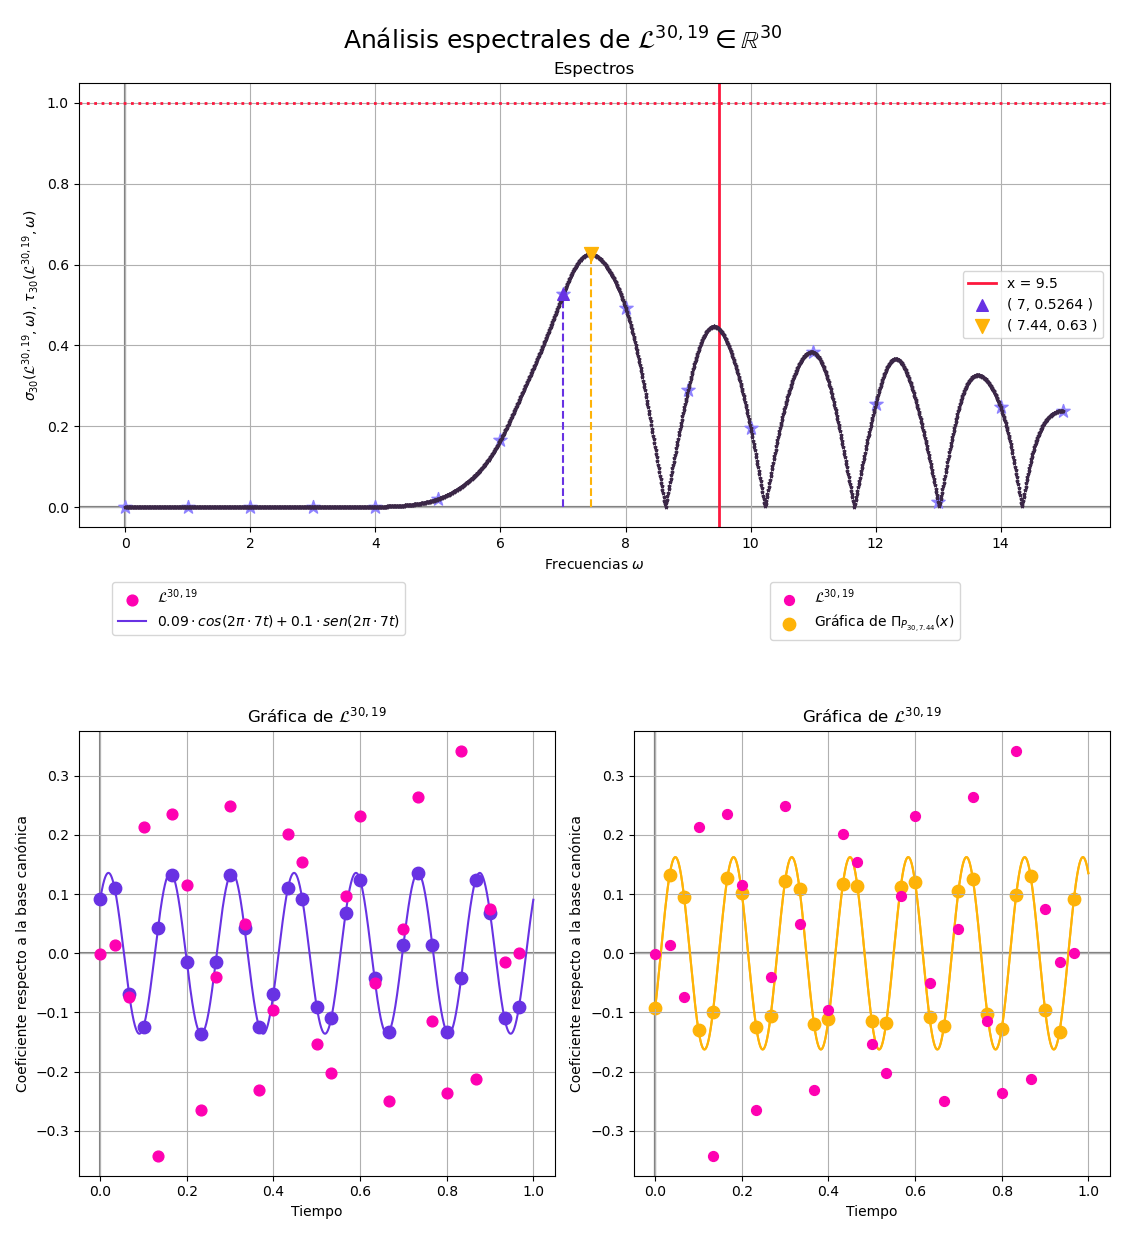 Análisis espectrales de 𝓛^{30,19} ∈ ℝ^{30}
Espectros
σ_{30}(𝓛^{30,19}, ω), τ_{30}(𝓛^{30,19}, ω)
1.0
0.8
0.6
0.4
0.2
0.0
x = 9.5
( 7, 0.5264 )
( 7.44, 0.63 )
0 2 4 6 8 10 12 14
Frecuencias ω
𝓛^{30,19}
0.09 · cos(2π · 7t) + 0.1 · sen(2π · 7t)
𝓛^{30,19}
Gráfica de Π_{P_{30,7.44}}(x)
Gráfica de 𝓛^{30,19}
Coeficiente respecto a la base canónica
0.3
0.2
0.1
0.0
−0.1
−0.2
−0.3
0.0 0.2 0.4 0.6 0.8 1.0
Tiempo
Gráfica de 𝓛^{30,19}
Coeficiente respecto a la base canónica
0.3
0.2
0.1
0.0
−0.1
−0.2
−0.3
0.0 0.2 0.4 0.6 0.8 1.0
Tiempo